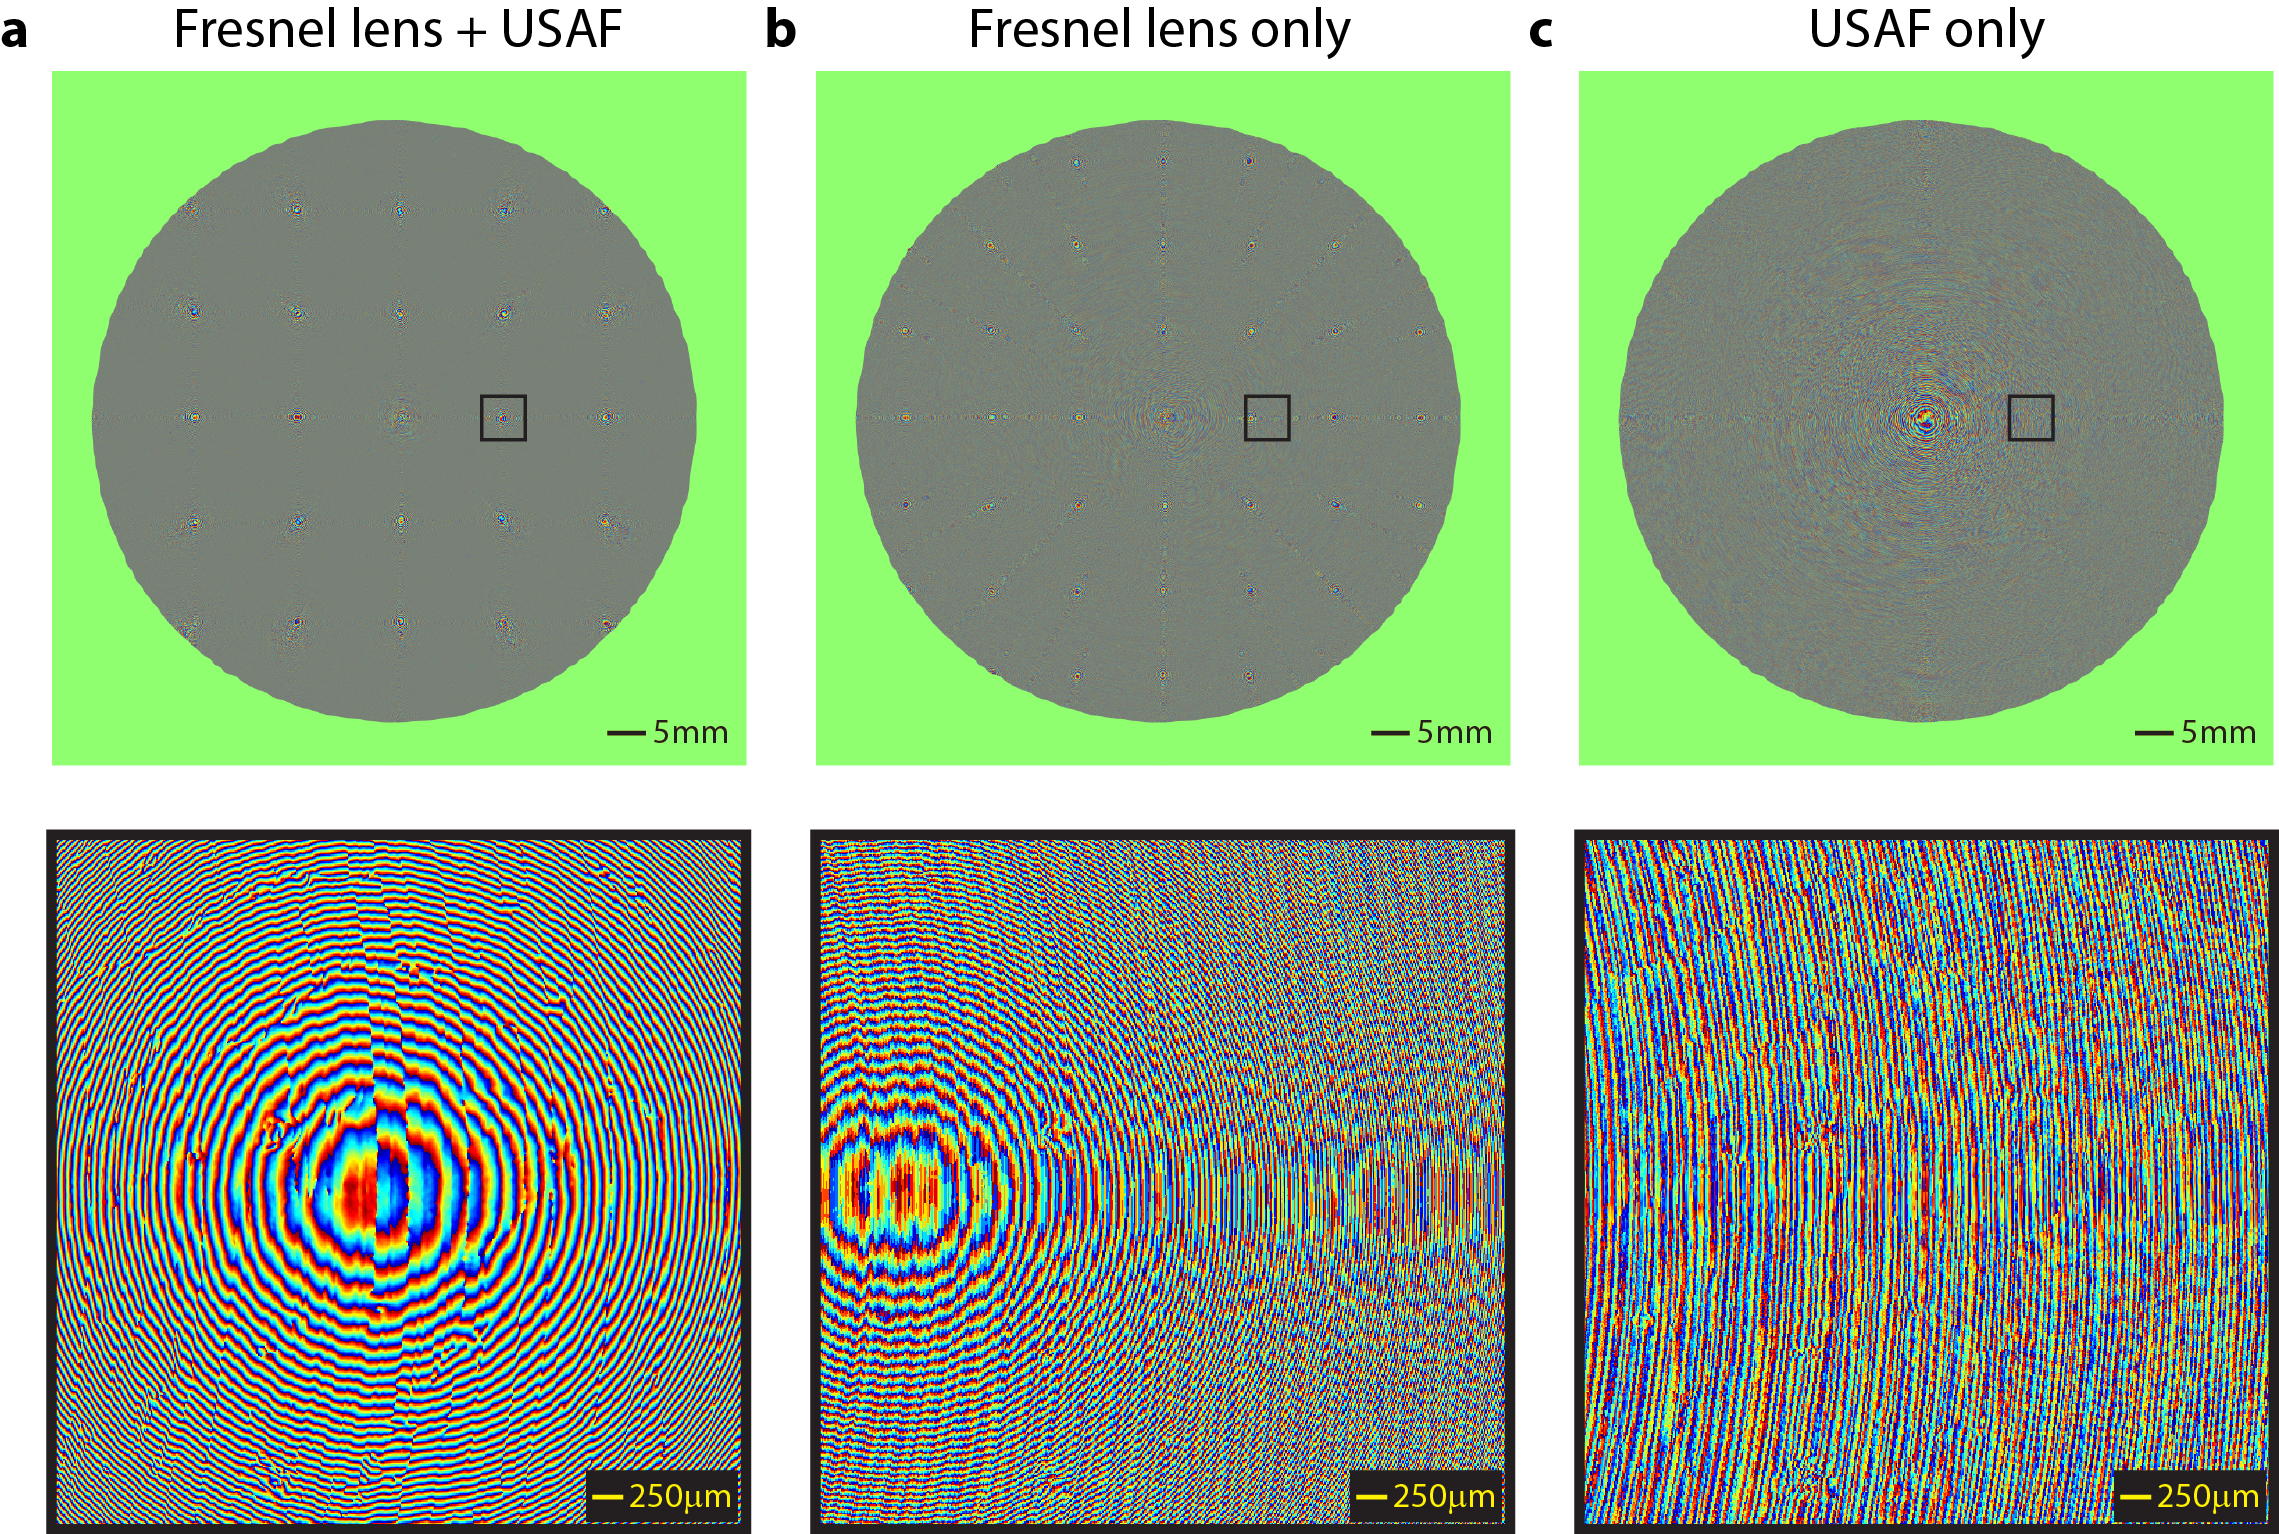 a Fresnel lens + USAF
b Fresnel lens only
c USAF only
5mm
5mm
5mm
250μm
250μm
250μm